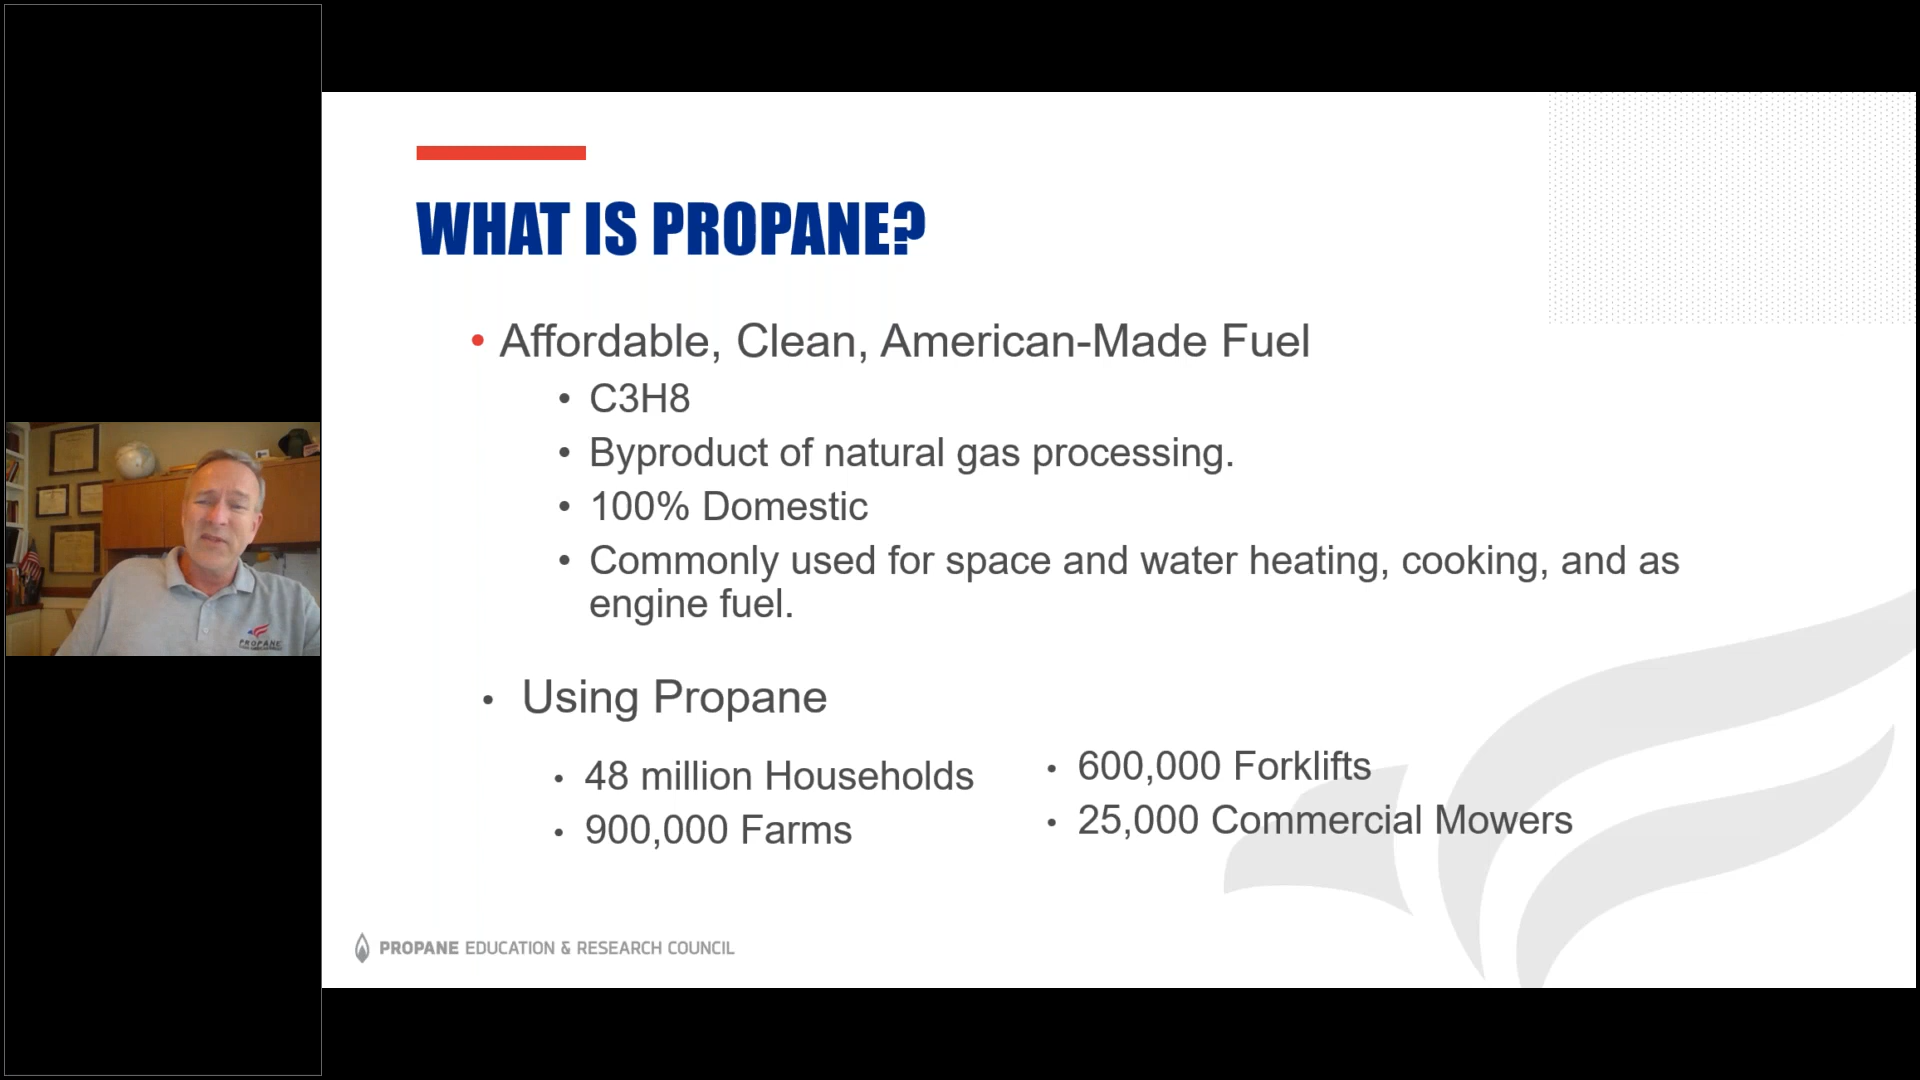 WHAT IS PROPANE?
• Affordable, Clean, American-Made Fuel
• C3H8
• Byproduct of natural gas processing.
• 100% Domestic
• Commonly used for space and water heating, cooking, and as
engine fuel.
• Using Propane
• 48 million Households
• 900,000 Farms
• 600,000 Forklifts
• 25,000 Commercial Mowers
PROPANE EDUCATION & RESEARCH COUNCIL
PROPANE